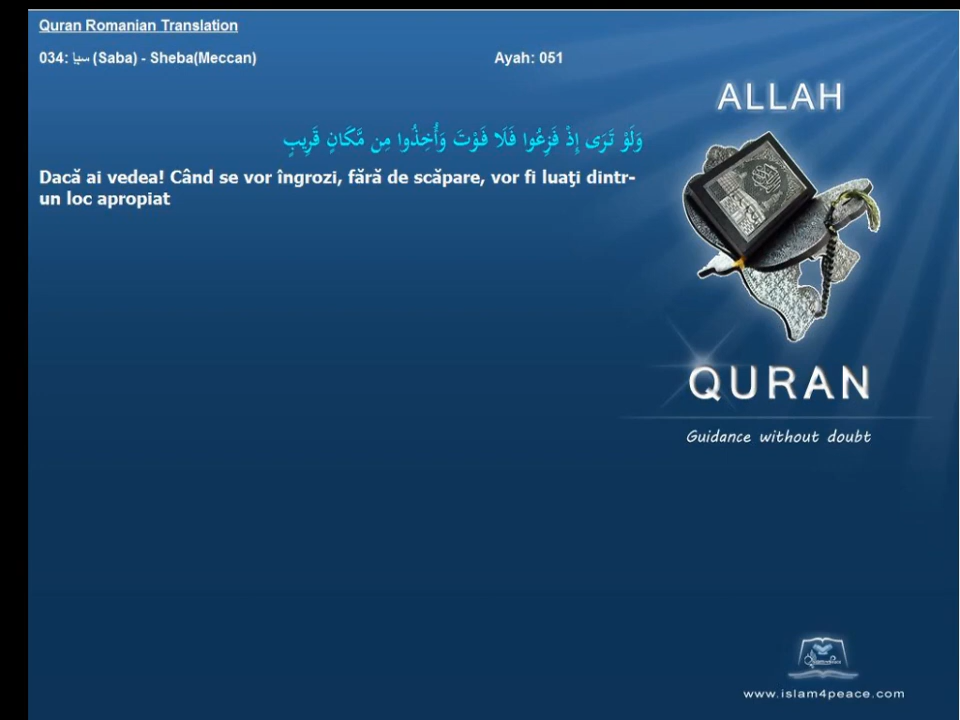 Quran Romanian Translation
034: سبإ (Saba) - Sheba(Meccan) Ayah: 051
وَلَوْ تَرَى إِذْ فَزِعُوا فَلَا فَوْتَ وَأُخِذُوا مِن مَّكَانٍ قَرِيبٍ
Dacă ai vedea! Când se vor îngrozi, fără de scăpare, vor fi luaţi dintr-
un loc apropiat
ALLAH
QURAN
Guidance without doubt
www.islam4peace.com